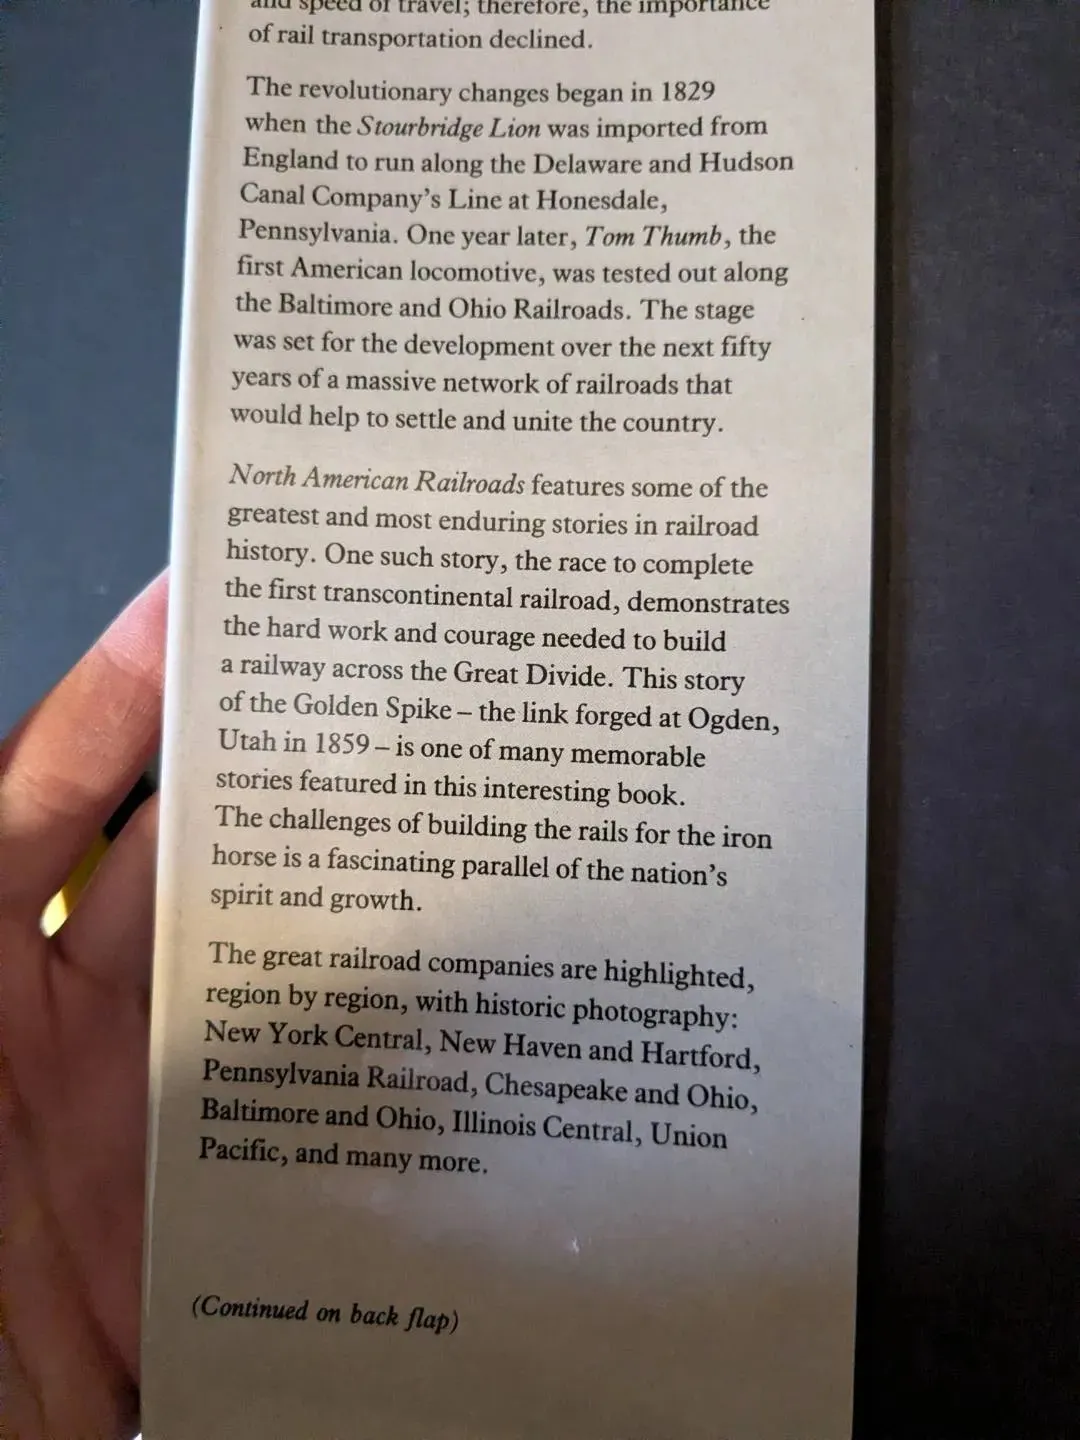 and speed of travel; therefore, the importance
of rail transportation declined.
The revolutionary changes began in 1829
when the Stourbridge Lion was imported from
England to run along the Delaware and Hudson
Canal Company's Line at Honesdale,
Pennsylvania. One year later, Tom Thumb, the
first American locomotive, was tested out along
the Baltimore and Ohio Railroads. The stage
was set for the development over the next fifty
years of a massive network of railroads that
would help to settle and unite the country.
North American Railroads features some of the
greatest and most enduring stories in railroad
history. One such story, the race to complete
the first transcontinental railroad, demonstrates
the hard work and courage needed to build
a railway across the Great Divide. This story
of the Golden Spike – the link forged at Ogden,
Utah in 1859 – is one of many memorable
stories featured in this interesting book.
The challenges of building the rails for the iron
horse is a fascinating parallel of the nation's
spirit and growth.
The great railroad companies are highlighted,
region by region, with historic photography:
New York Central, New Haven and Hartford,
Pennsylvania Railroad, Chesapeake and Ohio,
Baltimore and Ohio, Illinois Central, Union
Pacific, and many more.
(Continued on back flap)